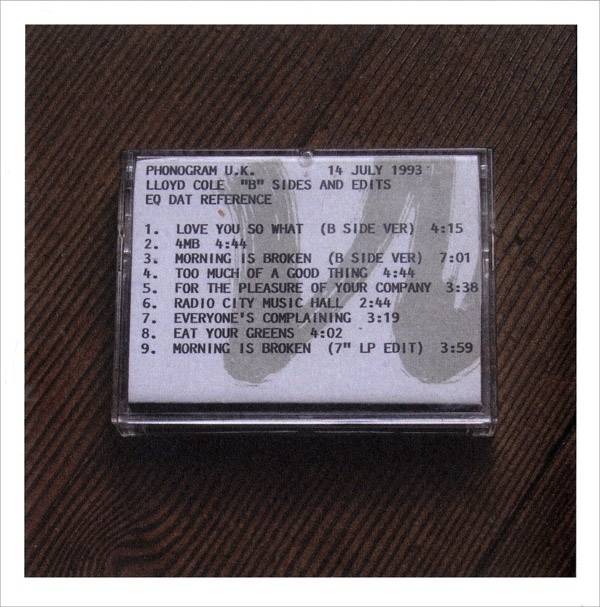 PHONOGRAM U.K. 14 JULY 1993
LLOYD COLE "B" SIDES AND EDITS
EQ DAT REFERENCE
1. LOVE YOU SO WHAT (B SIDE VER) 4:15
2. 4MB 4:44
3. MORNING IS BROKEN (B SIDE VER) 7:01
4. TOO MUCH OF A GOOD THING 4:44
5. FOR THE PLEASURE OF YOUR COMPANY 3:38
6. RADIO CITY MUSIC HALL 2:44
7. EVERYONE'S COMPLAINING 3:19
8. EAT YOUR GREENS 4:02
9. MORNING IS BROKEN (7" LP EDIT) 3:59